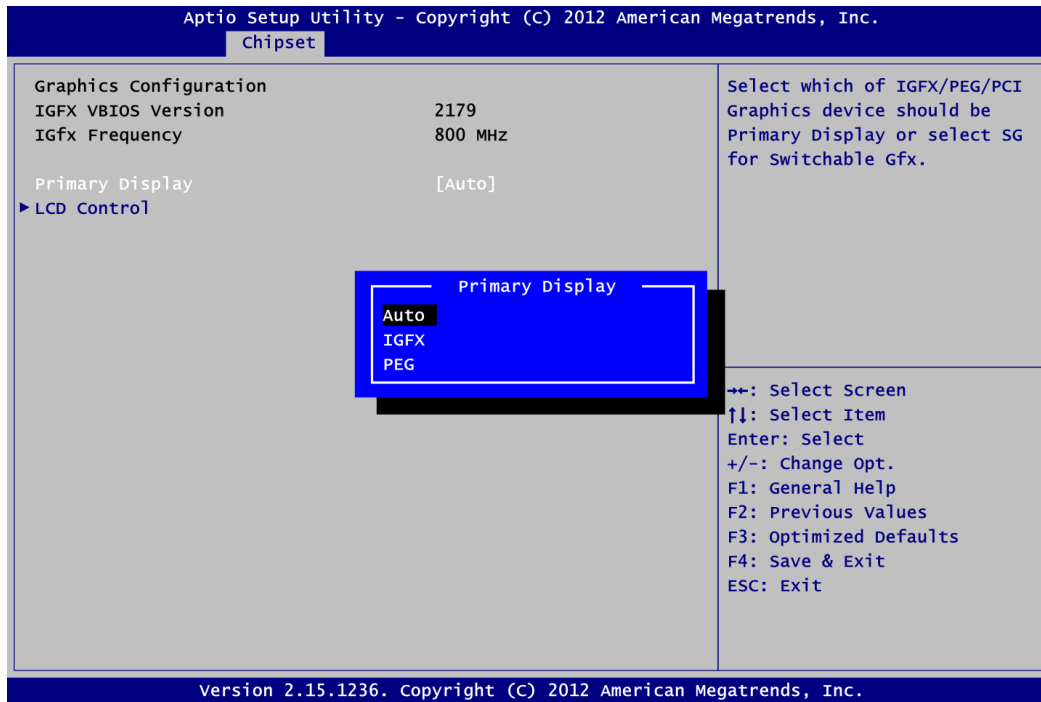 Aptio Setup Utility - Copyright (C) 2012 American Megatrends, Inc.
Chipset
Graphics Configuration
IGFX VBIOS Version 2179
IGfx Frequency 800 MHz
Primary Display [Auto]
▶ LCD Control
Select which of IGFX/PEG/PCI
Graphics device should be
Primary Display or select SG
for Switchable Gfx.
Primary Display
Auto
IGFX
PEG
→←: Select Screen
↑↓: Select Item
Enter: Select
+/-: Change Opt.
F1: General Help
F2: Previous Values
F3: Optimized Defaults
F4: Save & Exit
ESC: Exit
Version 2.15.1236. Copyright (C) 2012 American Megatrends, Inc.